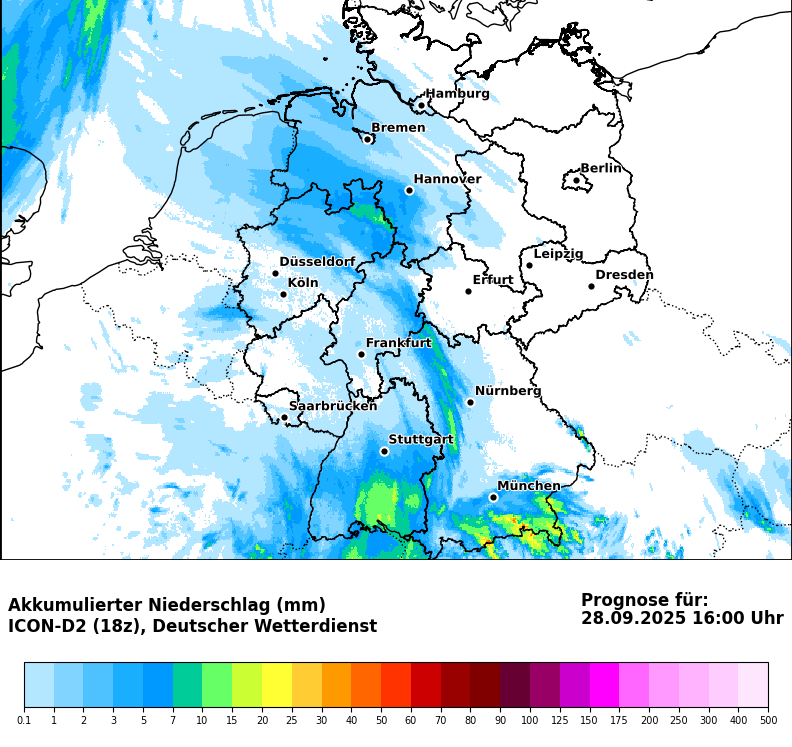 Hamburg
Bremen
Berlin
Hannover
Leipzig
Düsseldorf
Dresden
Köln
Erfurt
Frankfurt
Nürnberg
Saarbrücken
Stuttgart
München
Akkumulierter Niederschlag (mm)
ICON-D2 (18z), Deutscher Wetterdienst
Prognose für:
28.09.2025 16:00 Uhr
0.1 1 2 3 5 7 10 15 20 25 30 40 50 60 70 80 90 100 125 150 175 200 250 300 400 500